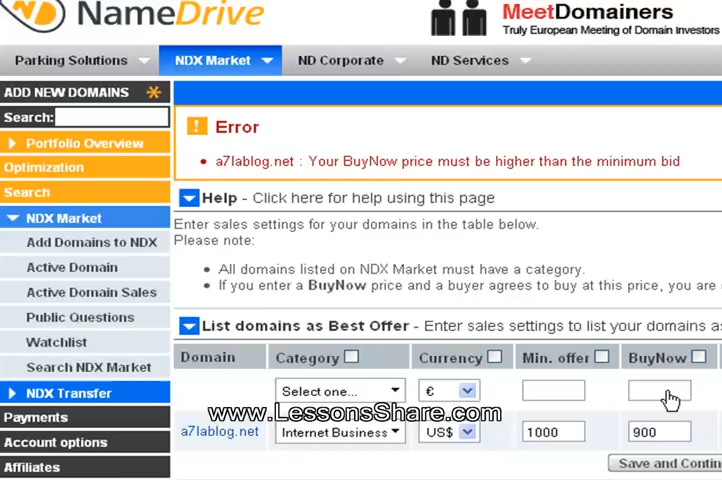 NameDrive
MeetDomainers
Truly European Meeting of Domain Investors
Parking Solutions NDX Market ND Corporate ND Services
ADD NEW DOMAINS
Search:
Portfolio Overview
Optimization
Search
NDX Market
Add Domains to NDX
Active Domain
Active Domain Sales
Public Questions
Watchlist
Search NDX Market
NDX Transfer
Payments
Account options
Affiliates
Error
a7lablog.net : Your BuyNow price must be higher than the minimum bid
Help - Click here for help using this page
Enter sales settings for your domains in the table below.
Please note:
All domains listed on NDX Market must have a category.
If you enter a BuyNow price and a buyer agrees to buy at this price, you are
List domains as Best Offer - Enter sales settings to list your domains as
Domain Category Currency Min. offer BuyNow
Select one... €
www.LessonsShare.com
a7lablog.net Internet Business US$ 1000 900
Save and Contin